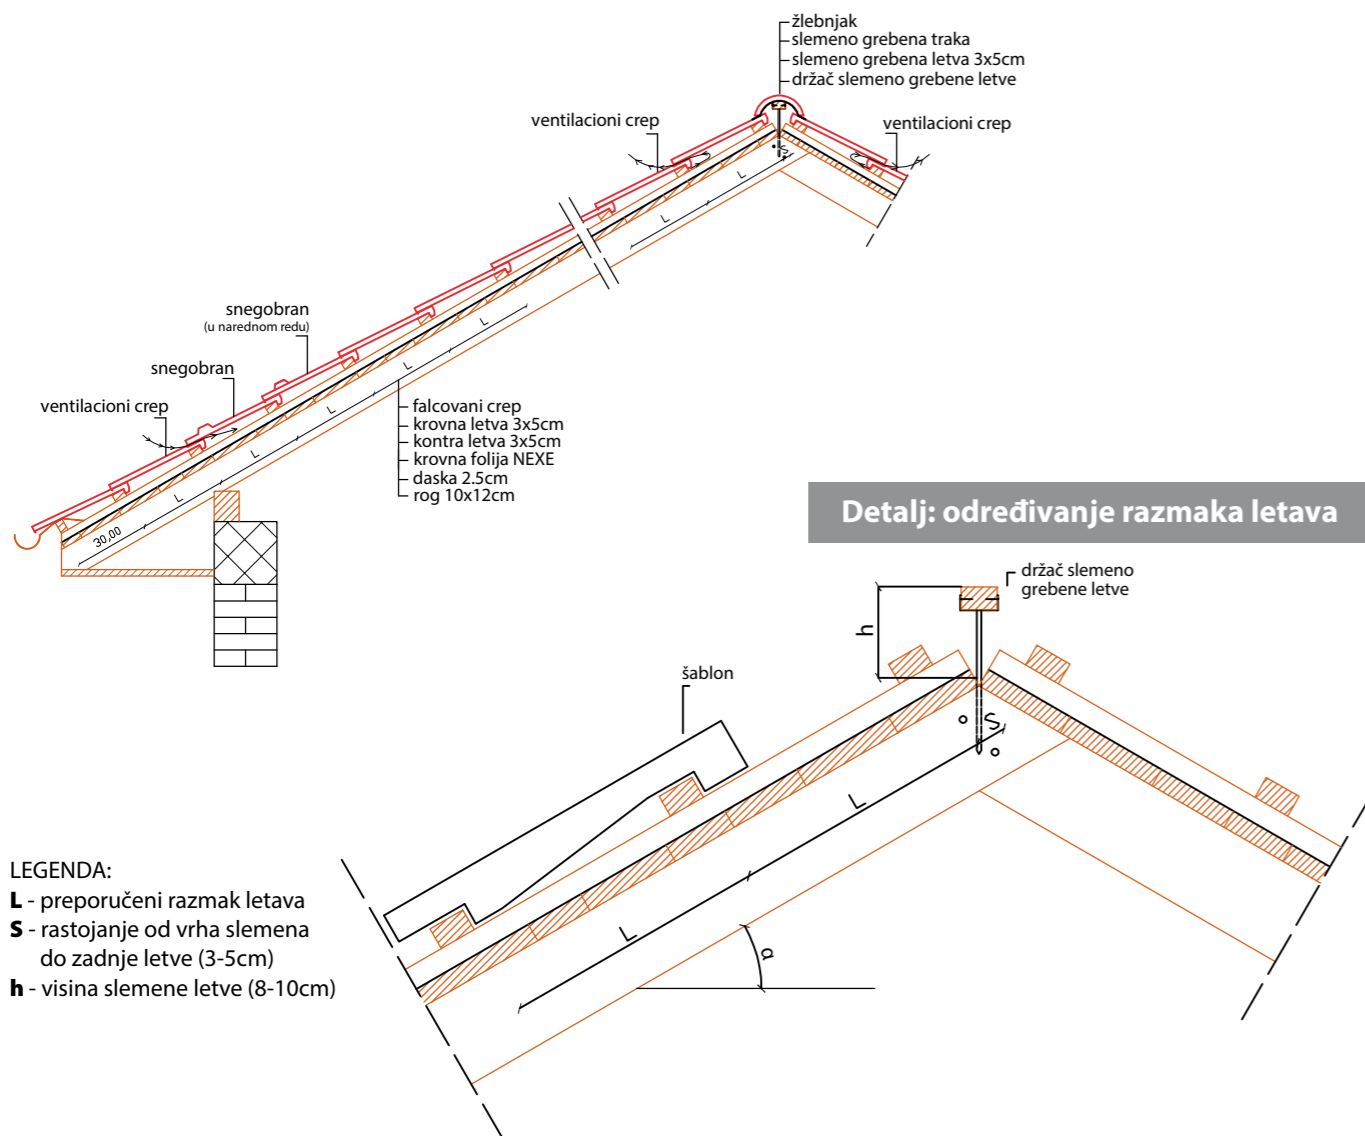 žlebnjak
slemeno grebena traka
slemeno grebena letva 3x5cm
držač slemeno grebene letve
ventilacioni crep
ventilacioni crep
S
L
L
snegobran
(u narednom redu)
snegobran
ventilacioni crep
L
L
L
L
L
30,00
falcovani crep
krovna letva 3x5cm
kontra letva 3x5cm
krovna folija NEXE
daska 2.5cm
rog 10x12cm
Detalj: određivanje razmaka letava
držač slemeno
grebene letve
h
šablon
S
L
L
α
LEGENDA:
L - preporučeni razmak letava
S - rastojanje od vrha slemena
do zadnje letve (3-5cm)
h - visina slemene letve (8-10cm)